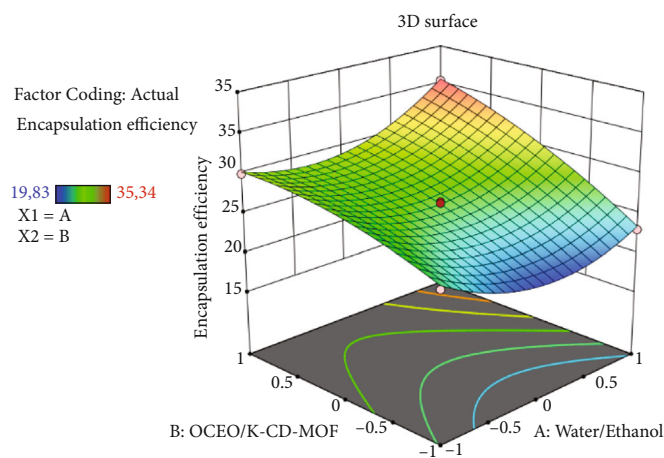 3D surface
Factor Coding: Actual
Encapsulation efficiency
19,83 35,34
X1 = A
X2 = B
Encapsulation efficiency
35
35
30
25
20
15
1
0.5
0
−0.5
−1
B: OCEO/K-CD-MOF
−1
−0.5
0
0.5
1
A: Water/Ethanol